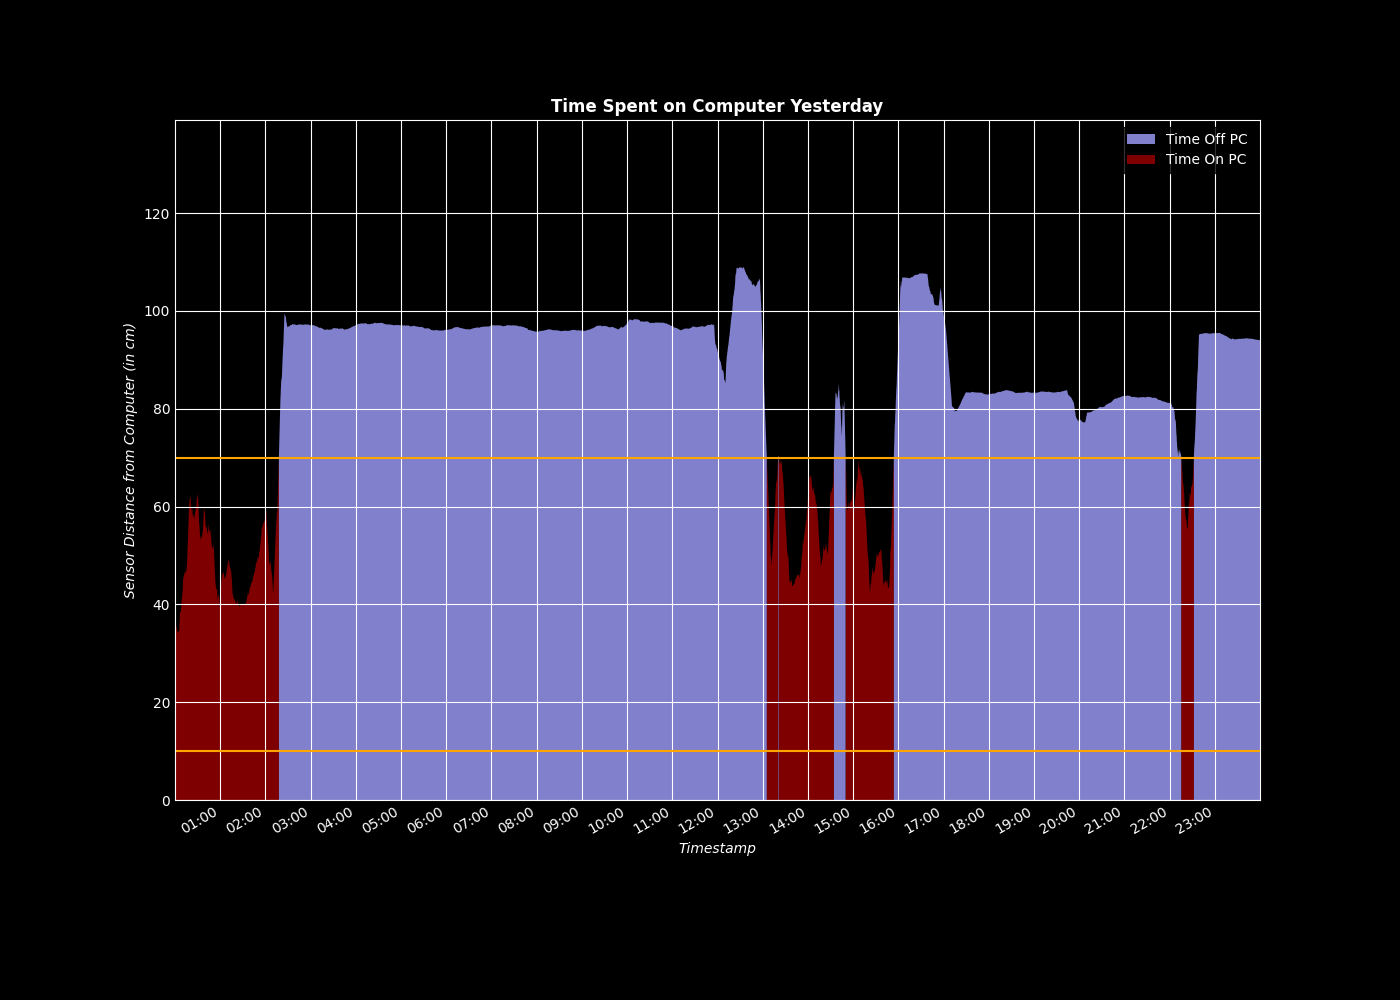 Time Spent on Computer Yesterday
Time Off PC
Time On PC
Sensor Distance from Computer (in cm)
120
100
80
60
40
20
0
01:00 02:00 03:00 04:00 05:00 06:00 07:00 08:00 09:00 10:00 11:00 12:00 13:00 14:00 15:00 16:00 17:00 18:00 19:00 20:00 21:00 22:00 23:00
Timestamp